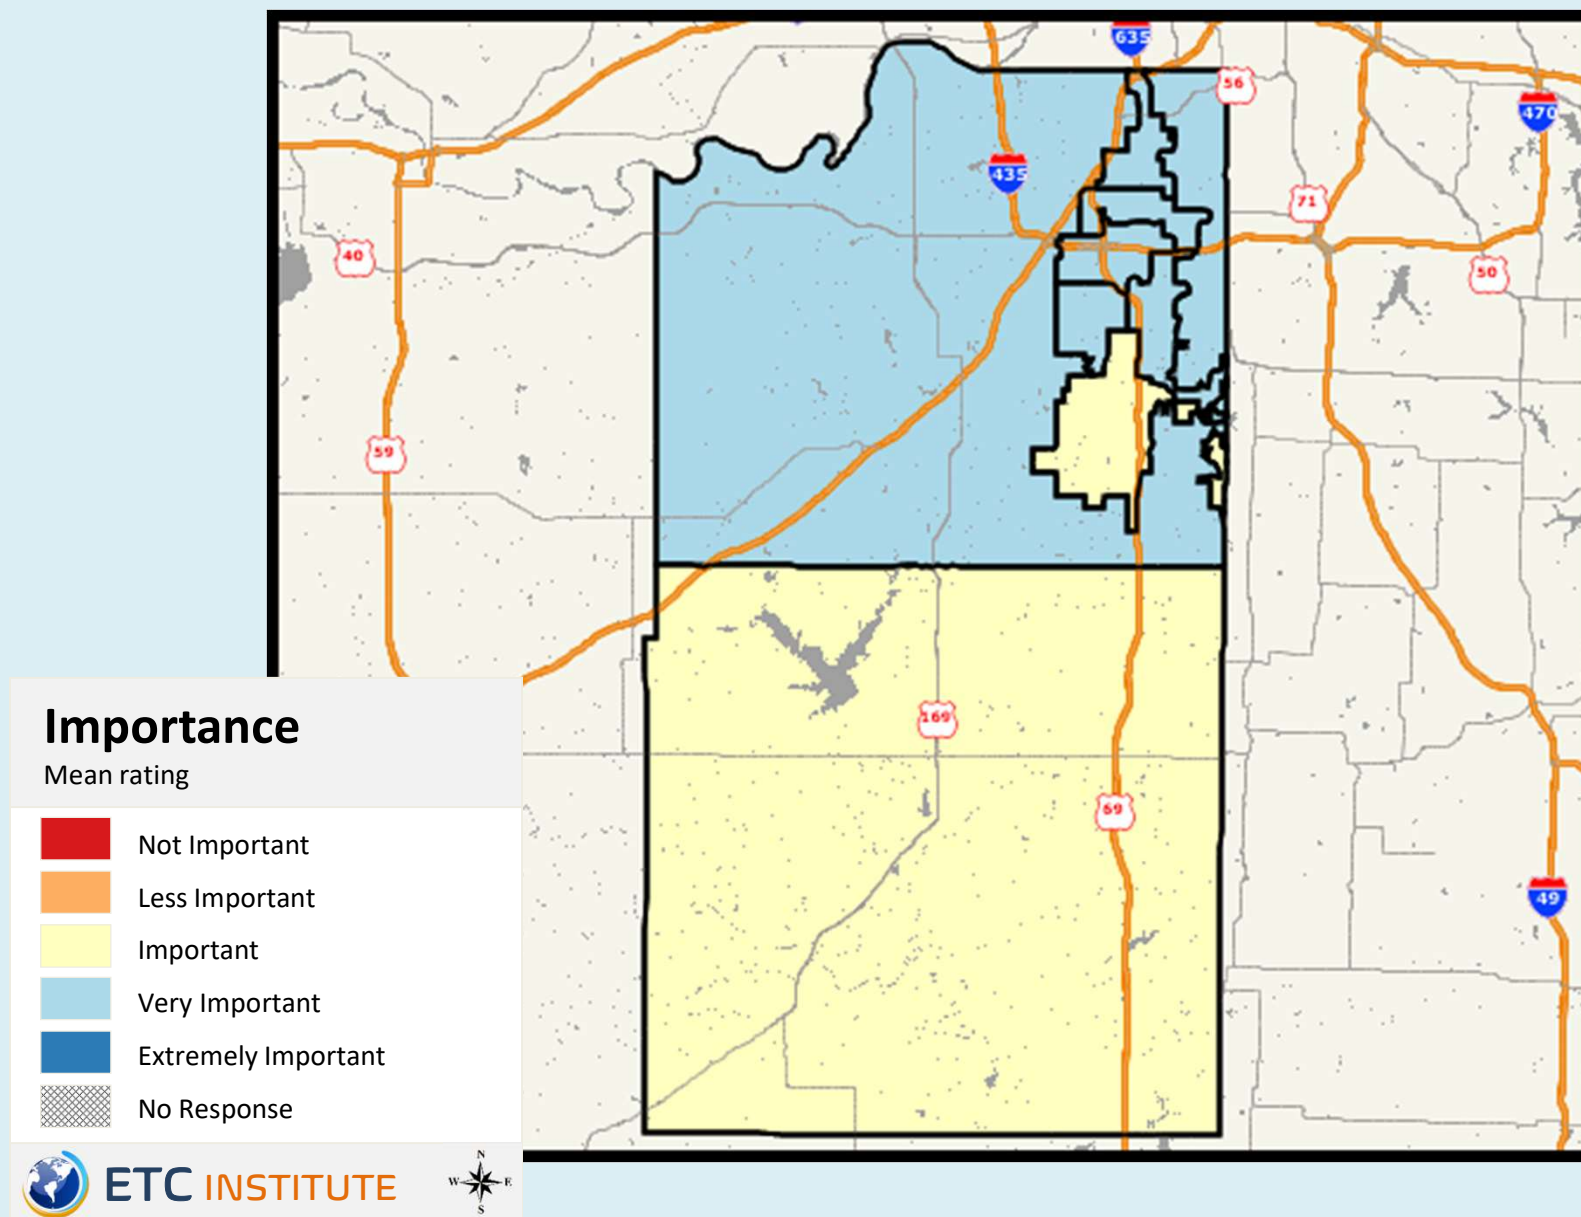 635
56
470
435
71
40
50
59
169
69
49
Importance
Mean rating
Not Important
Less Important
Important
Very Important
Extremely Important
No Response
ETC INSTITUTE
N
W E
S